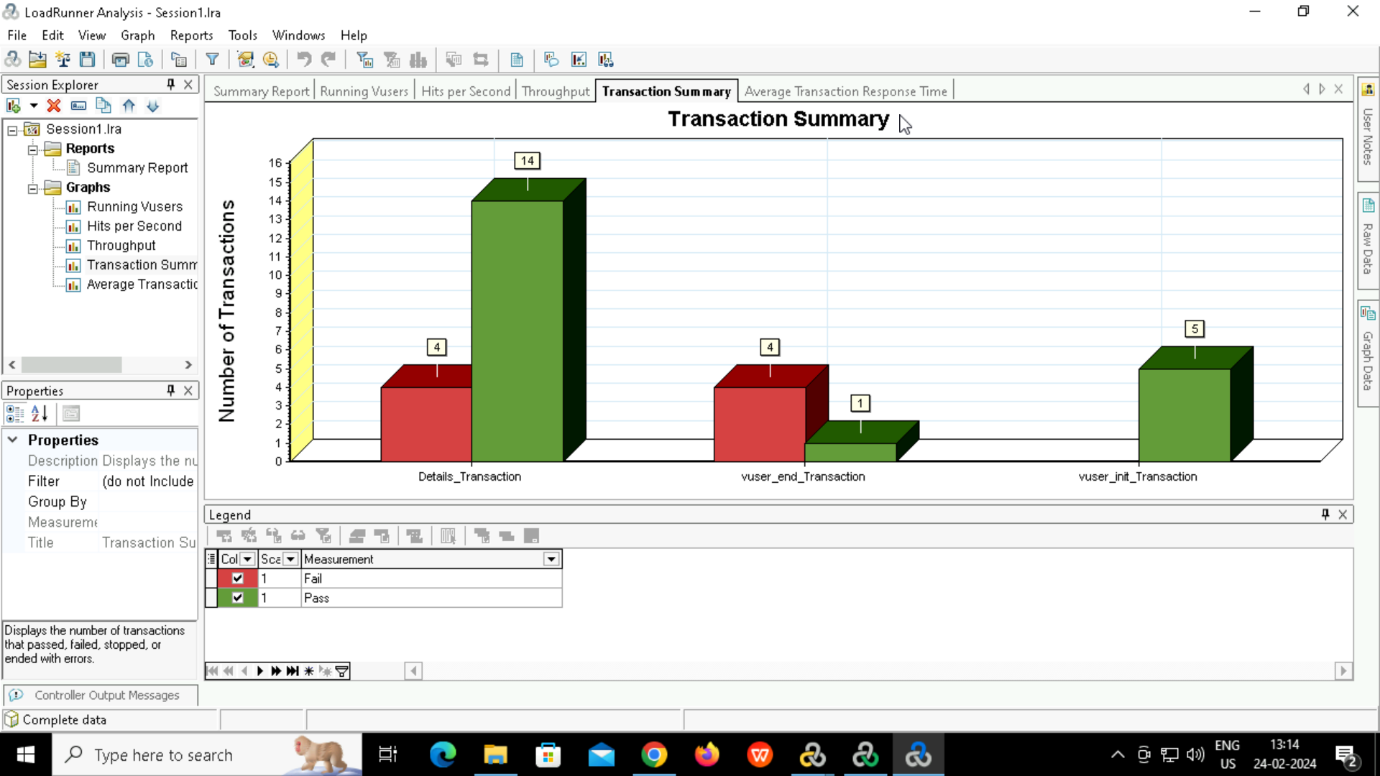 LoadRunner Analysis - Session1.lra
File Edit View Graph Reports Tools Windows Help
Session Explorer
Session1.lra
Reports
Summary Report
Graphs
Running Vusers
Hits per Second
Throughput
Transaction Summ
Average Transactic
Properties
Properties
Description Displays the nu
Filter (do not Include
Group By
Measureme
Title Transaction Su
Displays the number of transactions
that passed, failed, stopped, or
ended with errors.
Controller Output Messages
Complete data
Summary Report Running Vusers Hits per Second Throughput Transaction Summary Average Transaction Response Time
Transaction Summary
Number of Transactions
16
15
14
13
12
11
10
9
8
7
6
5
4
3
2
1
0
4
14
4
1
5
Details_Transaction vuser_end_Transaction vuser_init_Transaction
Legend
Col Sca Measurement
1 Fail
1 Pass
User Notes
Raw Data
Graph Data
Type here to search
W
ENG
US
13:14
24-02-2024
2